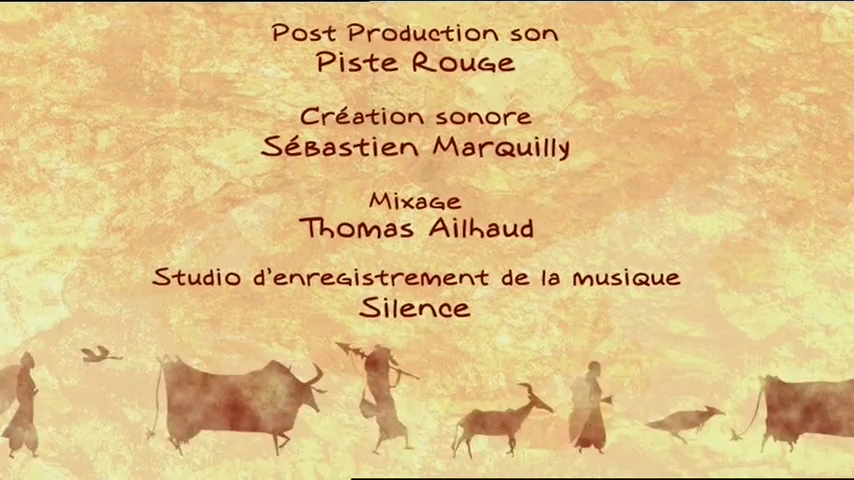 Post Production son
Piste Rouge
Création sonore
Sébastien Marquilly
Mixage
Thomas Ailhaud
Studio d'enregistrement de la musique
Silence